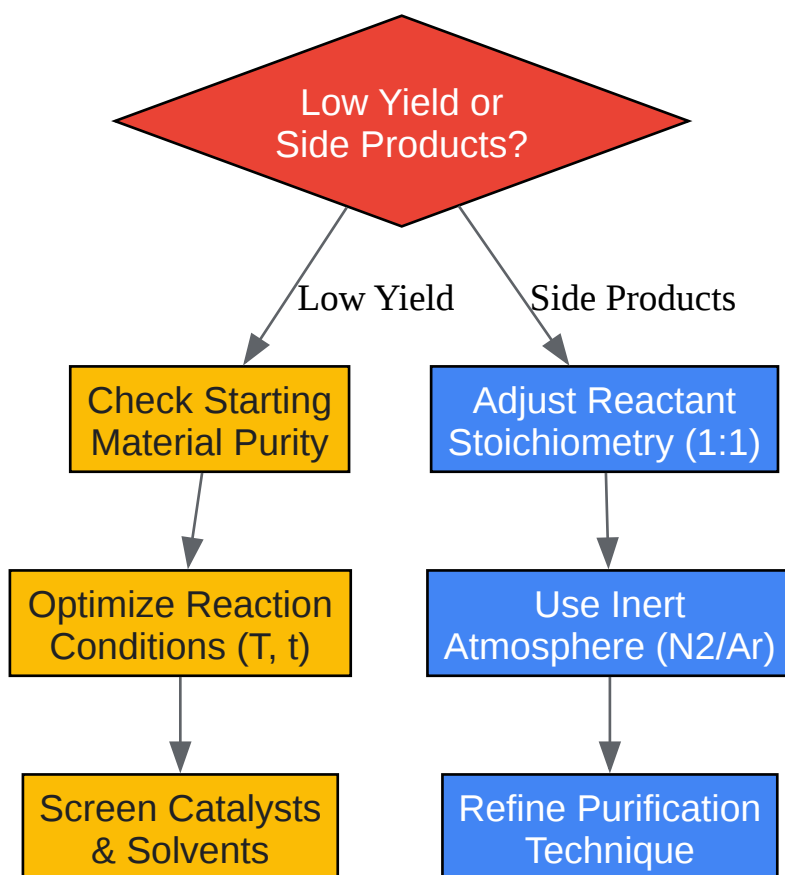 Low Yield or
Side Products?
Low Yield
Side Products
Check Starting
Material Purity
Adjust Reactant
Stoichiometry (1:1)
Optimize Reaction
Conditions (T, t)
Use Inert
Atmosphere (N2/Ar)
Screen Catalysts
& Solvents
Refine Purification
Technique